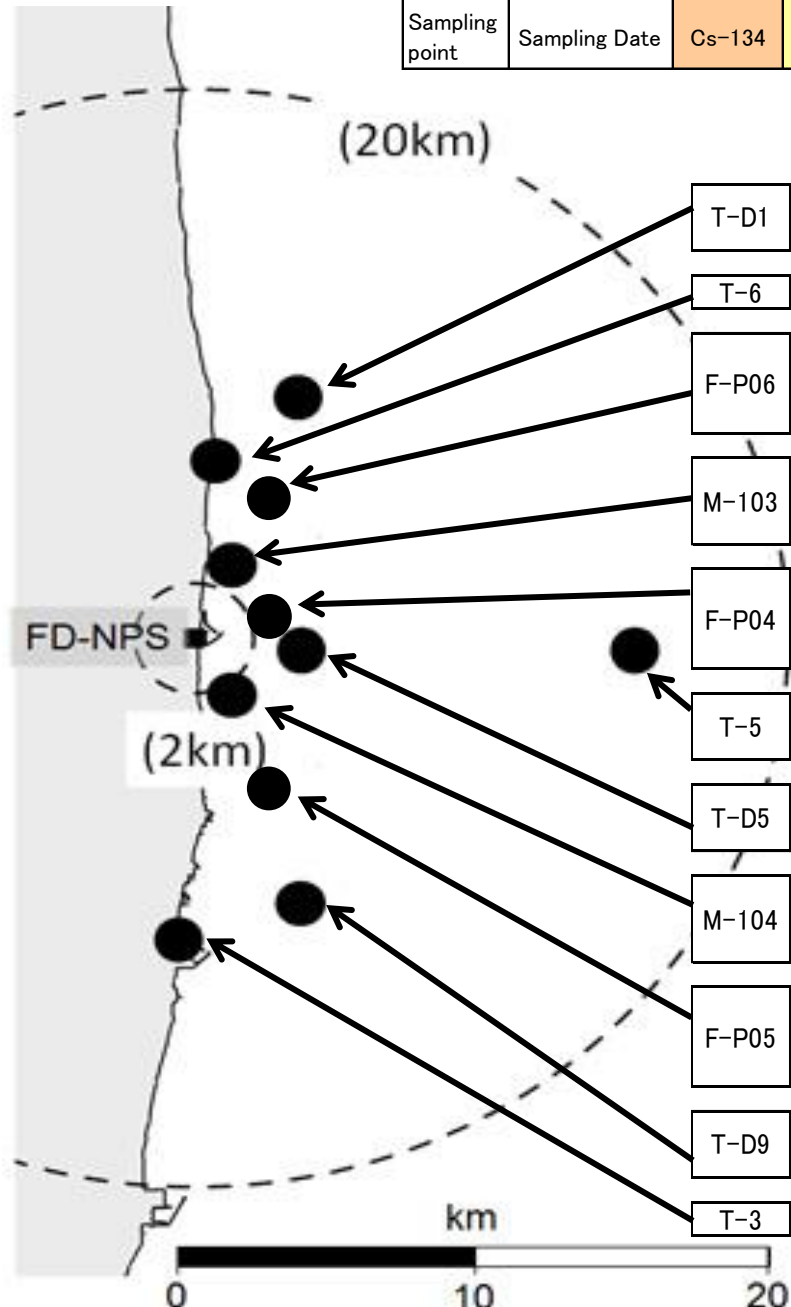 Sampling point
Sampling Date
Cs-134
(20km)
T-D1
T-6
F-P06
M-103
F-P04
FD-NPS
T-5
(2km)
T-D5
M-104
F-P05
T-D9
T-3
km
0
10
20